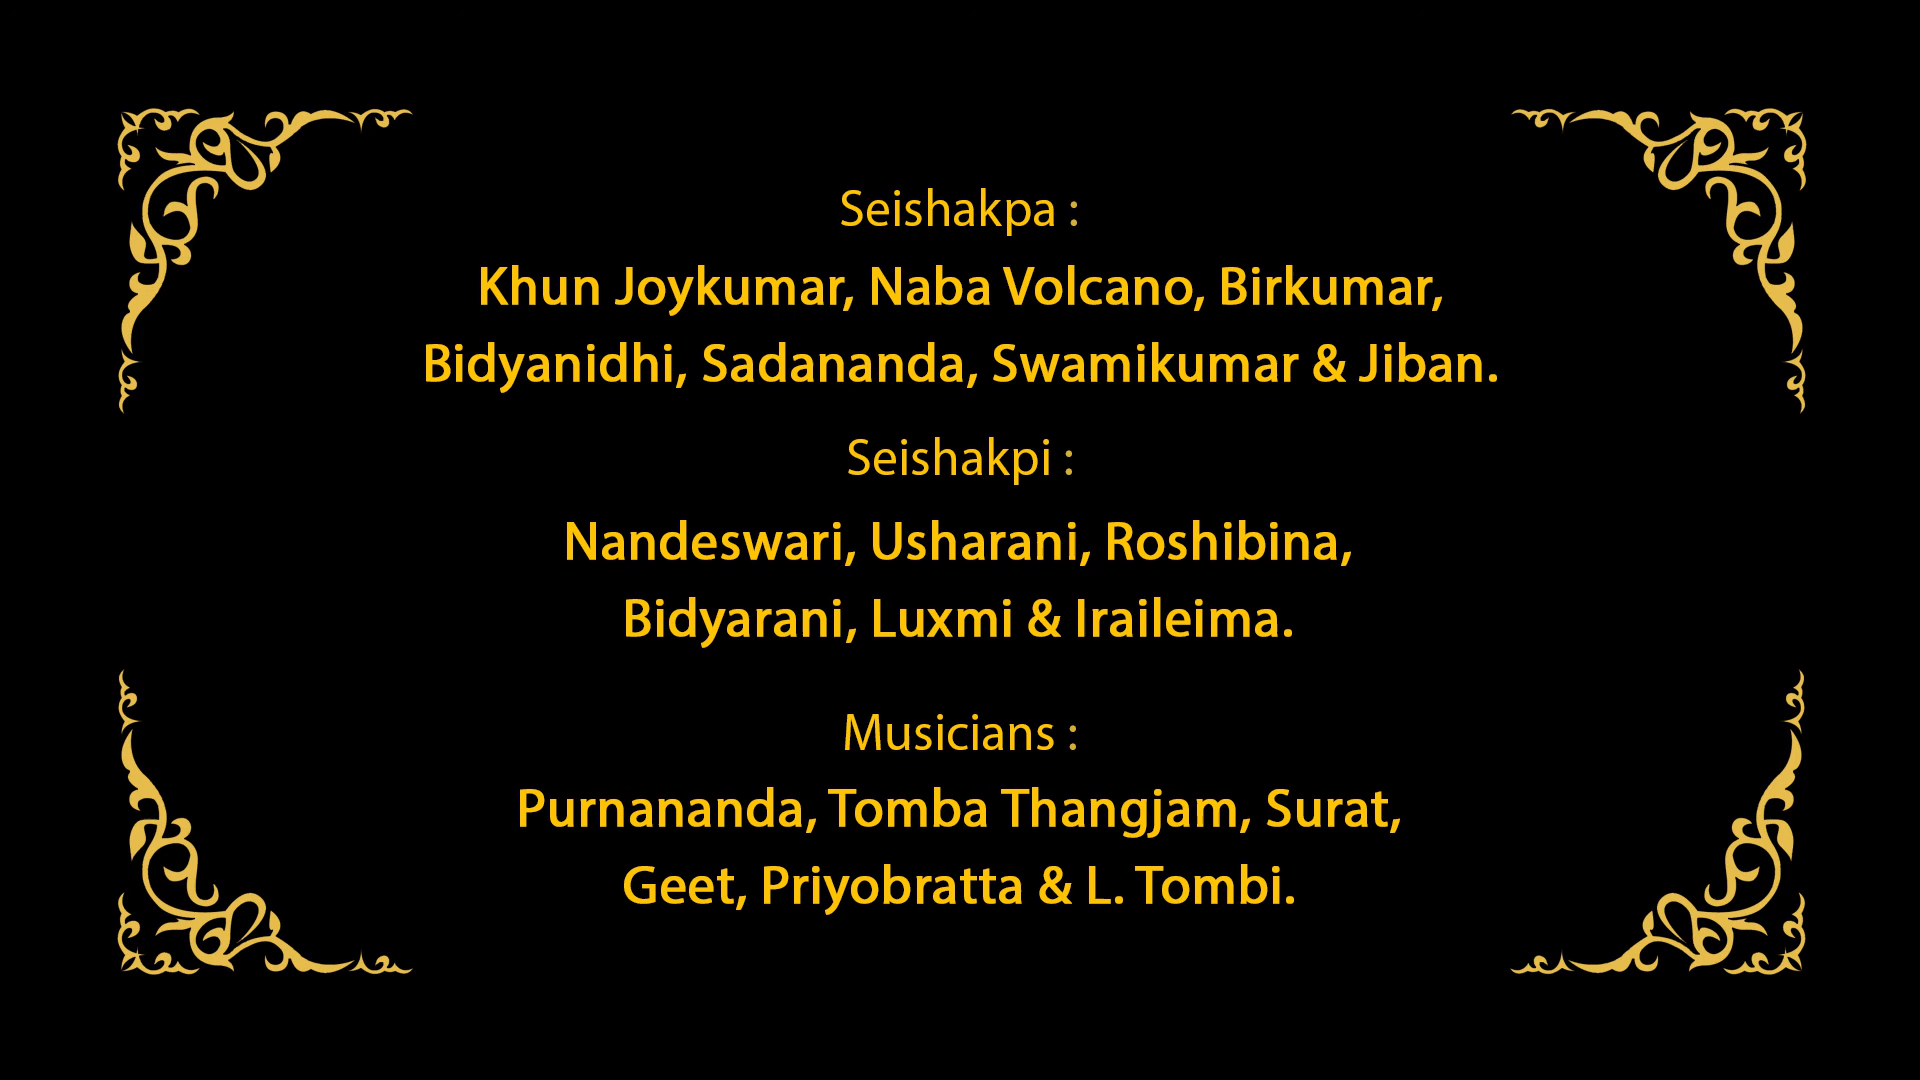 Seishakpa :
Khun Joykumar, Naba Volcano, Birkumar,
Bidyanidhi, Sadananda, Swamikumar & Jiban.
Seishakpi :
Nandeswari, Usharani, Roshibina,
Bidyarani, Luxmi & Iraileima.
Musicians :
Purnananda, Tomba Thangjam, Surat,
Geet, Priyobratta & L. Tombi.